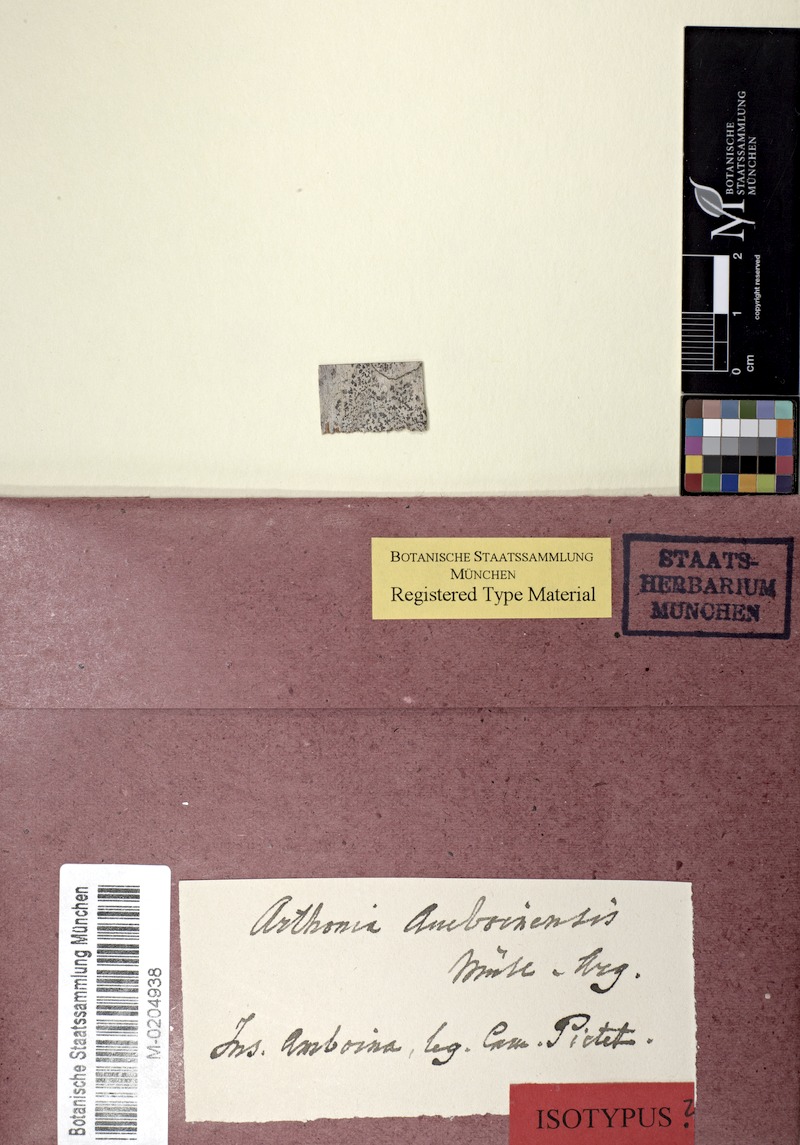 BOTANISCHE
STAATSSAMMLUNG
MÜNCHEN
M
0 1 2
cm
copyright reserved
BOTANISCHE STAATSSAMMLUNG
MÜNCHEN
Registered Type Material
STAATS-
HERBARIUM
MÜNCHEN
Botanische Staatssammlung München
M-0204938
Arthonia Amboinensis
Müll - Arg.
Ins. Amboina, leg. Cam. Pictet.
ISOTYPUS ?